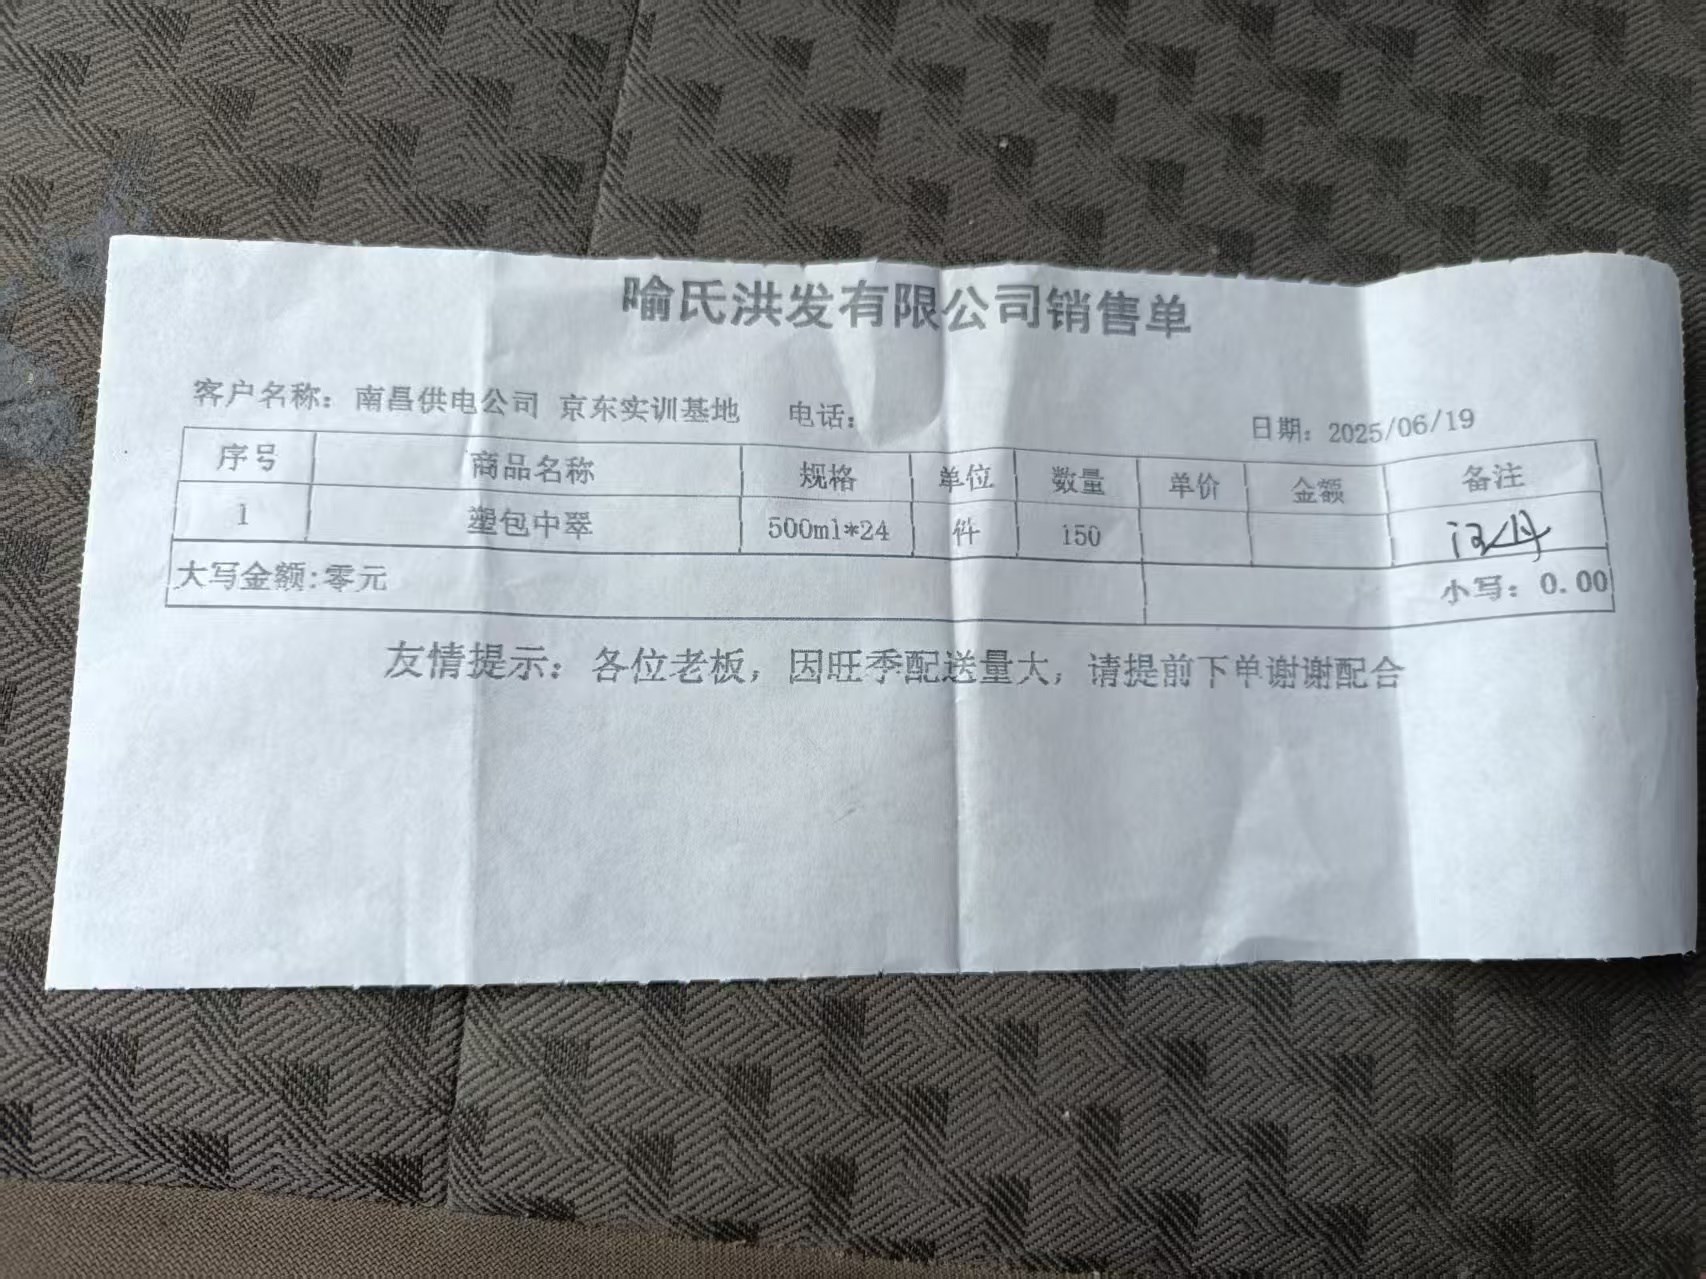 喻氏洪发有限公司销售单
客户名称：南昌供电公司 京东实训基地 电话： 日期：2025/06/19
序号 商品名称 规格 单位 数量 单价 金额 备注
1 塑包中翠 500ml*24 件 150
大写金额:零元 小写：0.00
友情提示：各位老板，因旺季配送量大，请提前下单谢谢配合